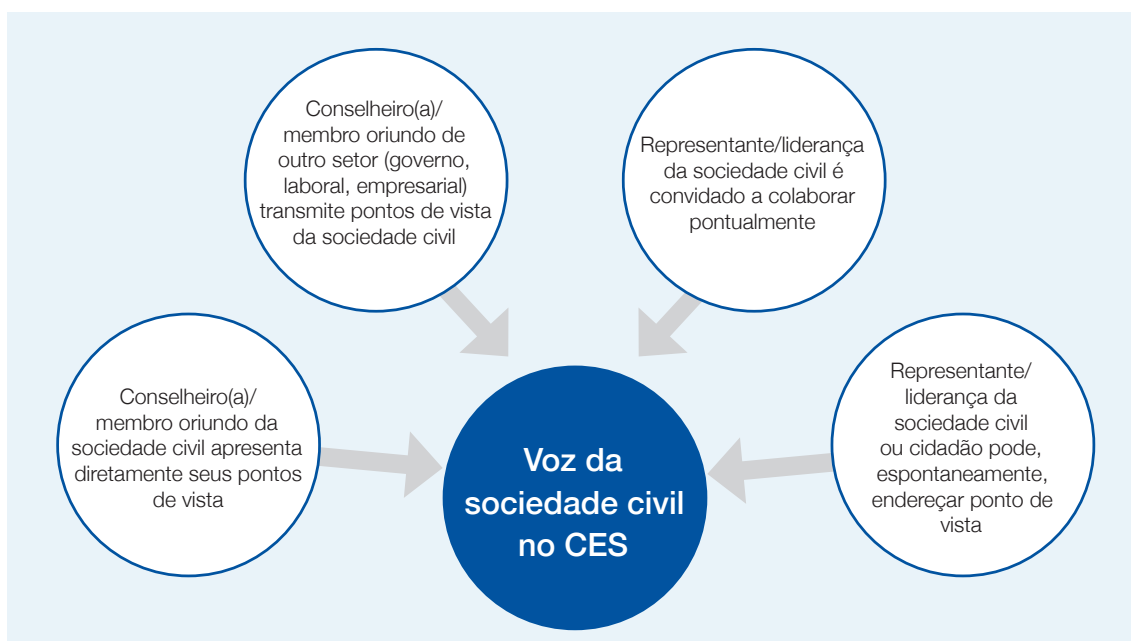 Conselheiro(a)/
membro oriundo de
outro setor (governo,
laboral, empresarial)
transmite pontos de vista
da sociedade civil
Representante/liderança
da sociedade civil é
convidado a colaborar
pontualmente
Conselheiro(a)/
membro oriundo da
sociedade civil apresenta
diretamente seus pontos
de vista
Representante/
liderança da
sociedade civil
ou cidadão pode,
espontaneamente,
endereçar ponto de
vista
Voz da
sociedade civil
no CES